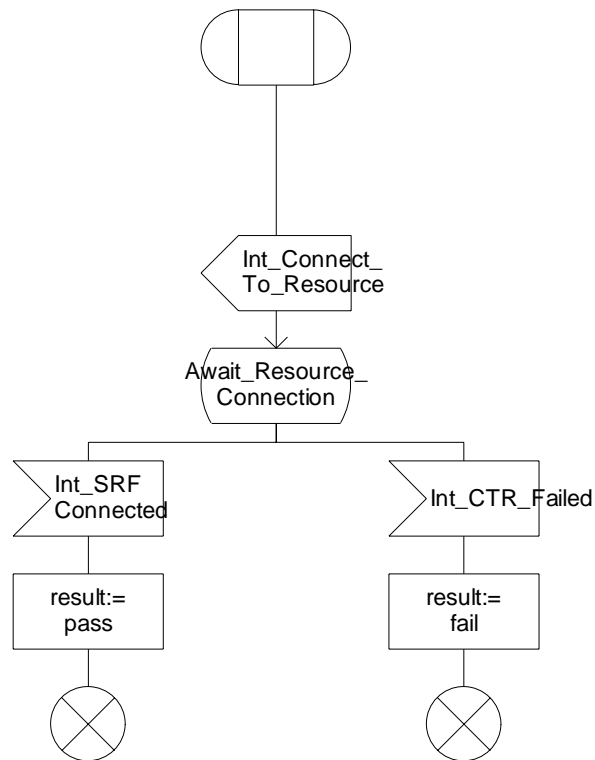 Int_Connect_
To_Resource
Await_Resource_
Connection
Int_SRF
Connected
Int_CTR_Failed
result:=
pass
result:=
fail